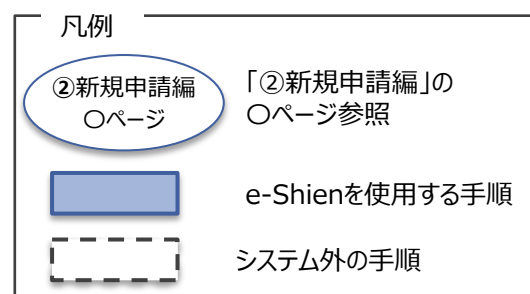 凡例
②新規申請編
〇ページ
「②新規申請編」の
〇ページ参照
e-Shienを使用する手順
システム外の手順